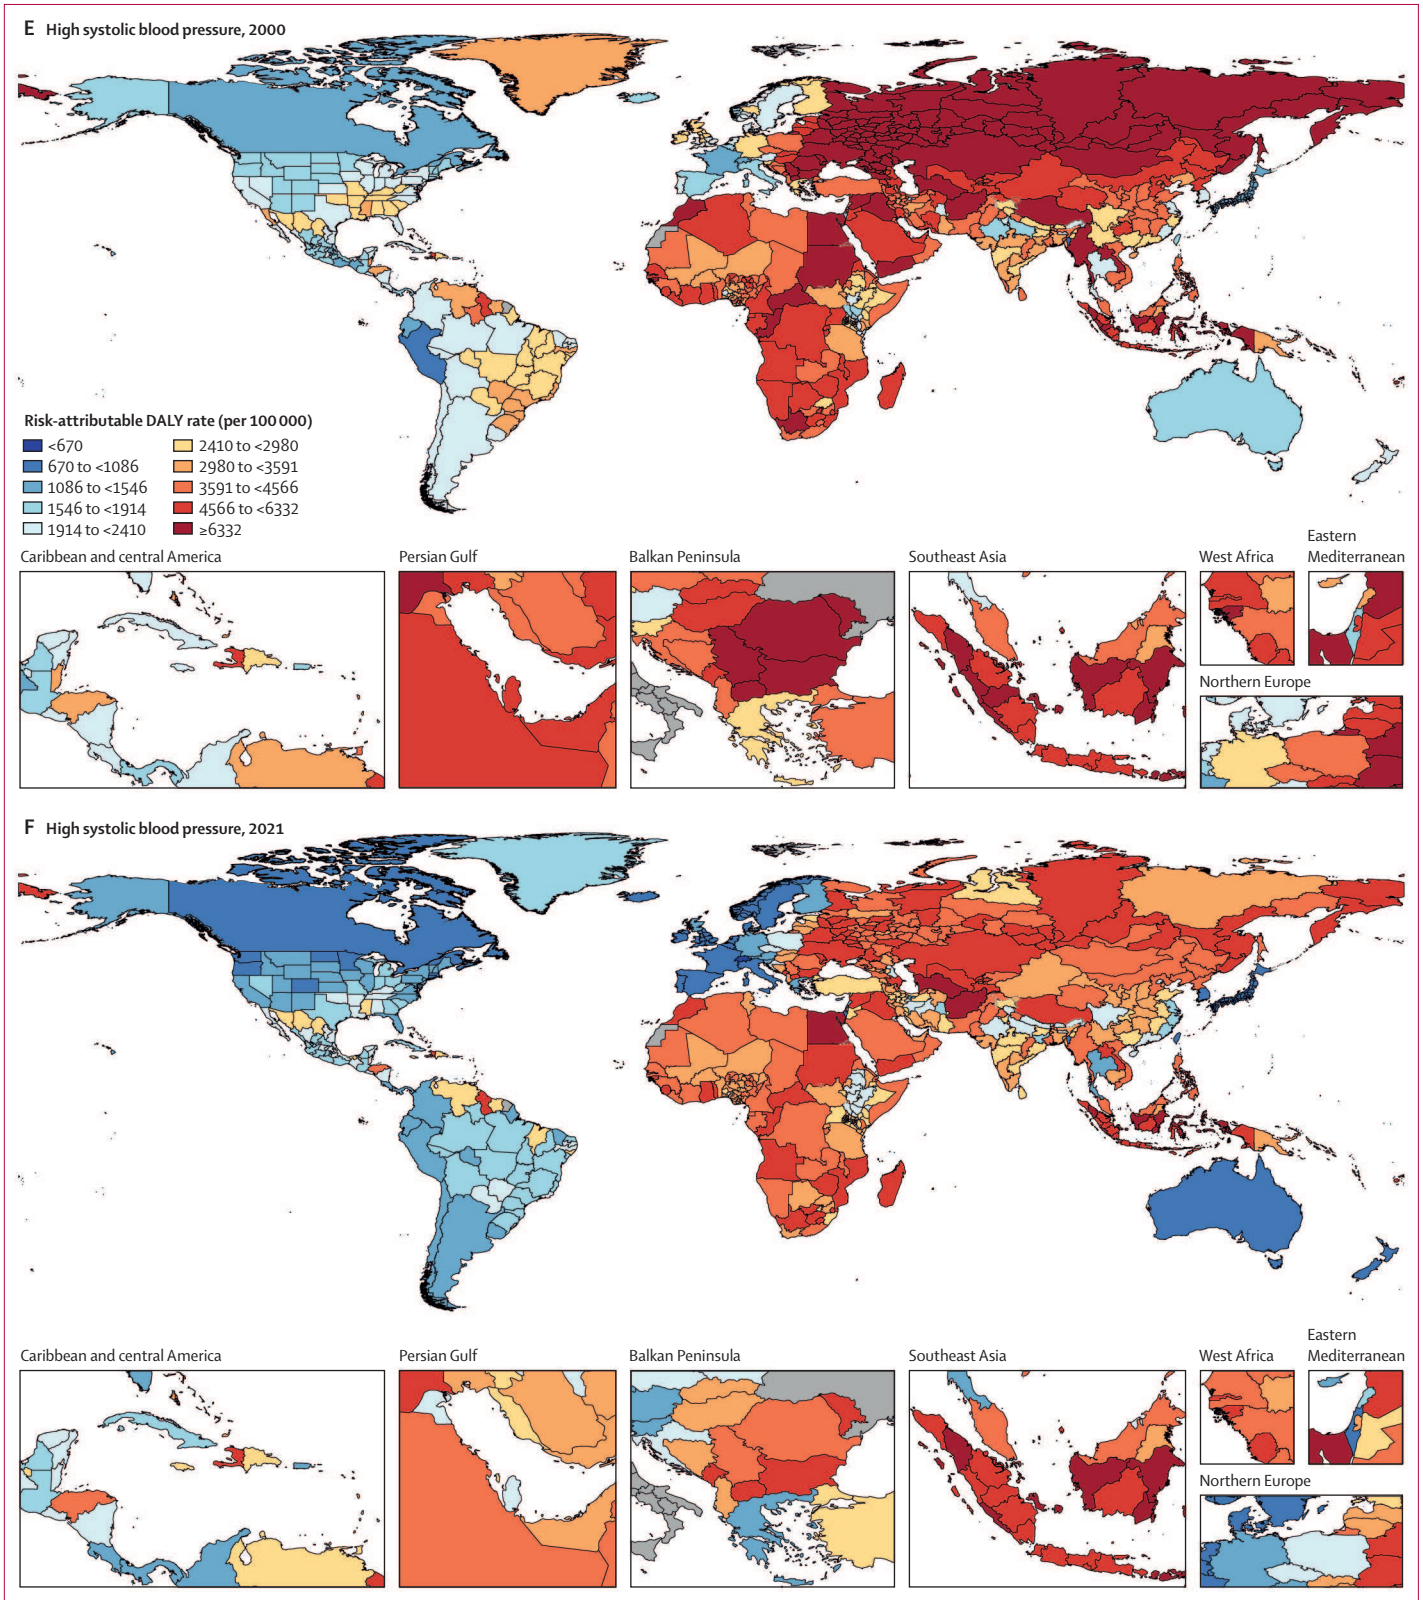 E High systolic blood pressure, 2000
Risk-attributable DALY rate (per 100 000)
<670
670 to <1086
1086 to <1546
1546 to <1914
1914 to <2410
2410 to <2980
2980 to <3591
3591 to <4566
4566 to <6332
≥6332
Caribbean and central America
Persian Gulf
Balkan Peninsula
Southeast Asia
West Africa
Eastern
Mediterranean
Northern Europe
F High systolic blood pressure, 2021
Caribbean and central America
Persian Gulf
Balkan Peninsula
Southeast Asia
West Africa
Eastern
Mediterranean
Northern Europe